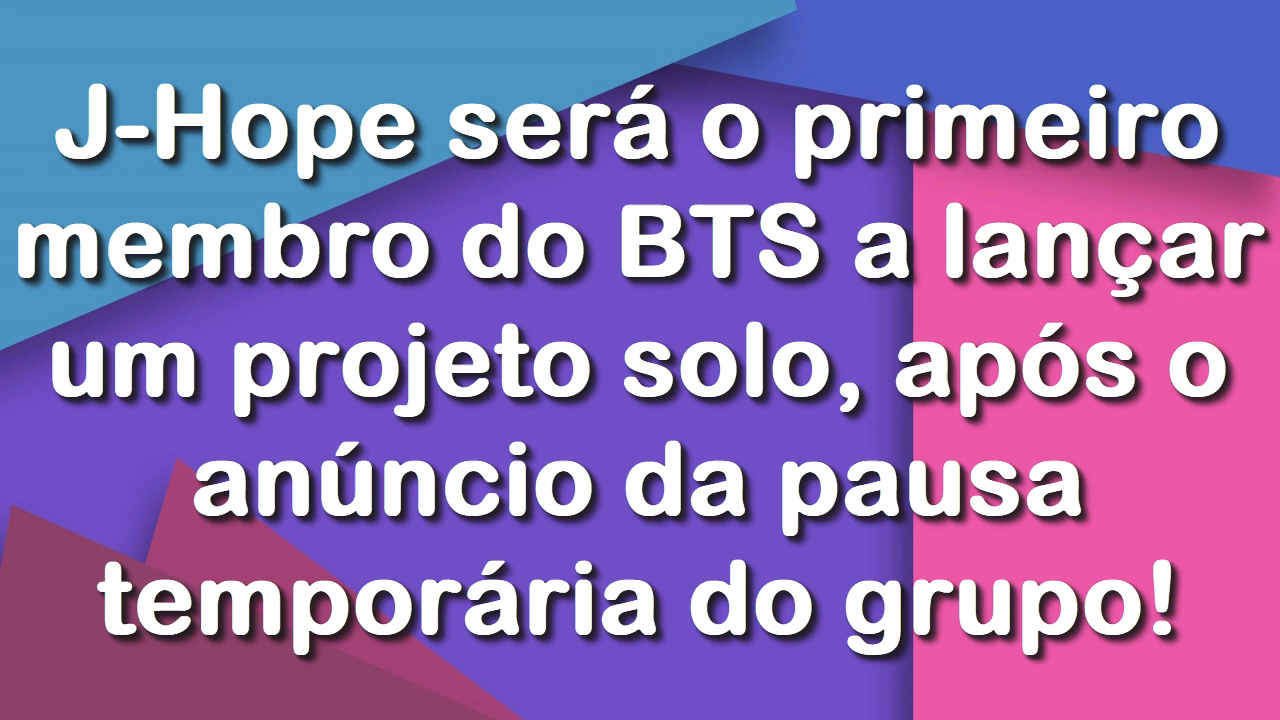 J-Hope será o primeiro
membro do BTS a lançar
um projeto solo, após o
anúncio da pausa
temporária do grupo!